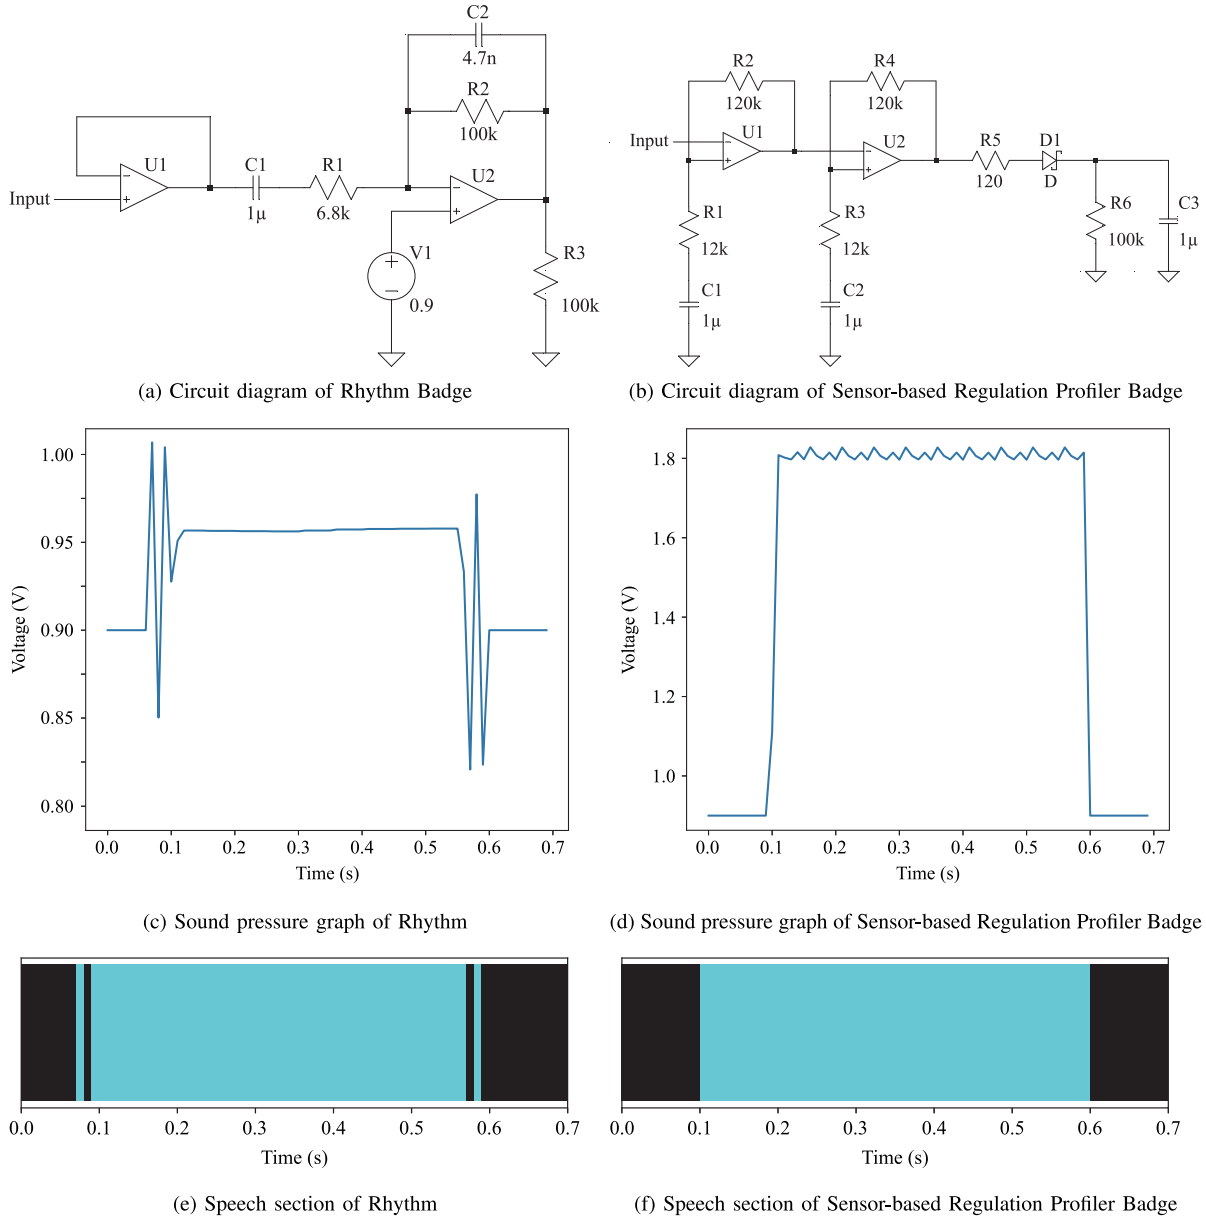 C2
4.7n
R2
100k
U1
C1
1µ
R1
6.8k
U2
Input
V1
0.9
R3
100k
(a) Circuit diagram of Rhythm Badge
R2
120k
R4
120k
Input
U1
U2
R5
120
D1
D
R1
12k
R3
12k
R6
100k
C3
1µ
C1
1µ
C2
1µ
(b) Circuit diagram of Sensor-based Regulation Profiler Badge
1.00
0.95
0.90
0.85
0.80
Voltage (V)
0.0 0.1 0.2 0.3 0.4 0.5 0.6 0.7
Time (s)
(c) Sound pressure graph of Rhythm
1.8
1.6
1.4
1.2
1.0
Voltage (V)
0.0 0.1 0.2 0.3 0.4 0.5 0.6 0.7
Time (s)
(d) Sound pressure graph of Sensor-based Regulation Profiler Badge
0.0 0.1 0.2 0.3 0.4 0.5 0.6 0.7
Time (s)
(e) Speech section of Rhythm
0.0 0.1 0.2 0.3 0.4 0.5 0.6 0.7
Time (s)
(f) Speech section of Sensor-based Regulation Profiler Badge